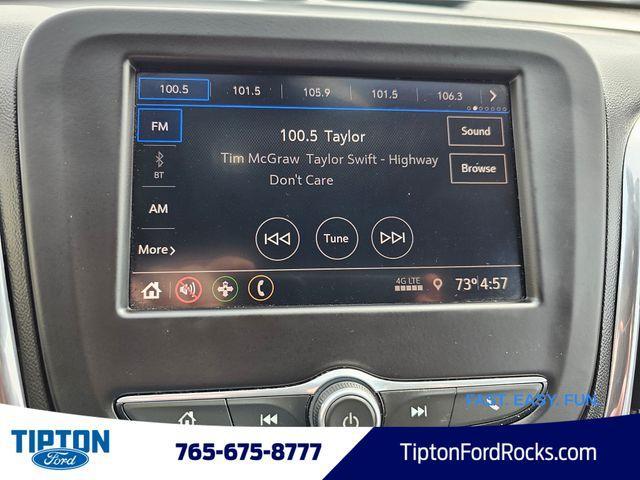 100.5 101.5 105.9 101.5 106.3
FM
100.5 Taylor
Sound
Tim McGraw Taylor Swift - Highway
BT
Don't Care
Browse
AM
More
Tune
4G LTE
73° 4:57
FAST. EASY. FUN.
TIPTON
Ford
765-675-8777
TiptonFordRocks.com